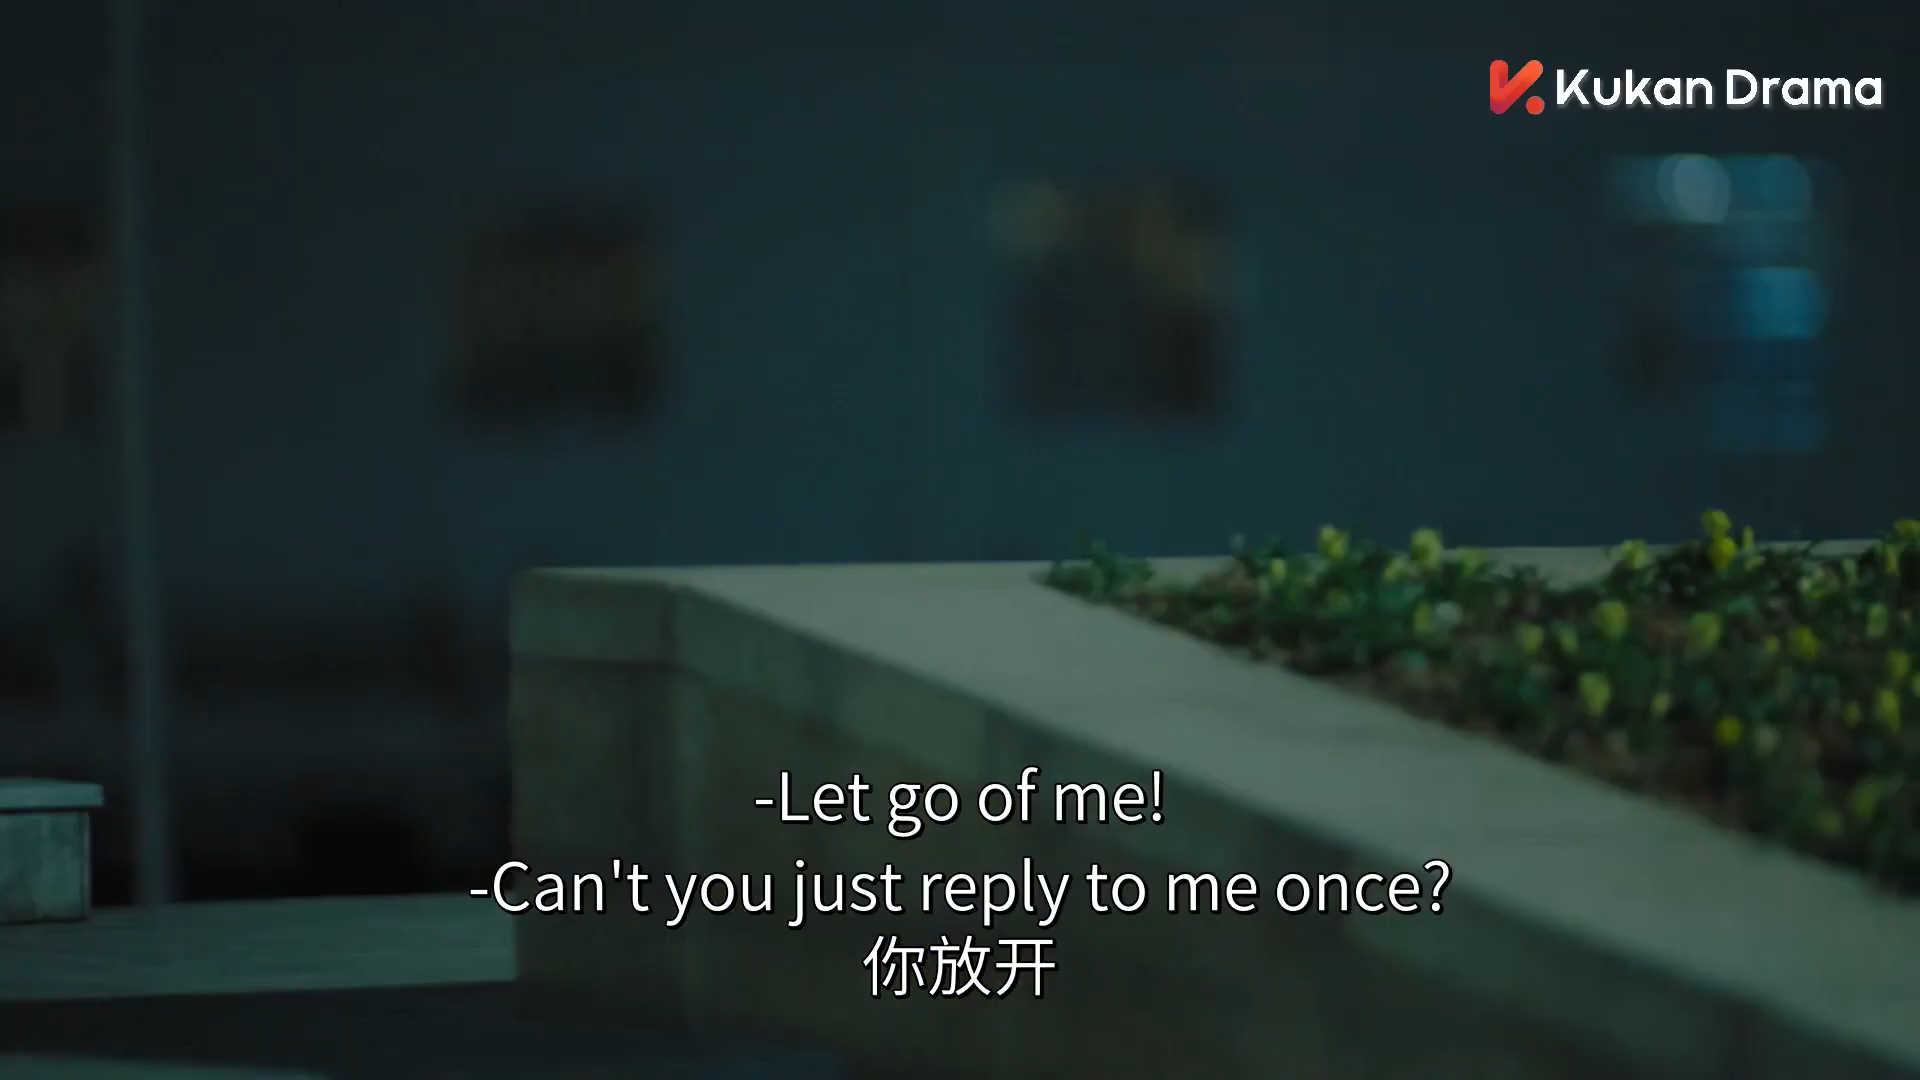 Kukan Drama
-Let go of me!
-Can't you just reply to me once?
你放开